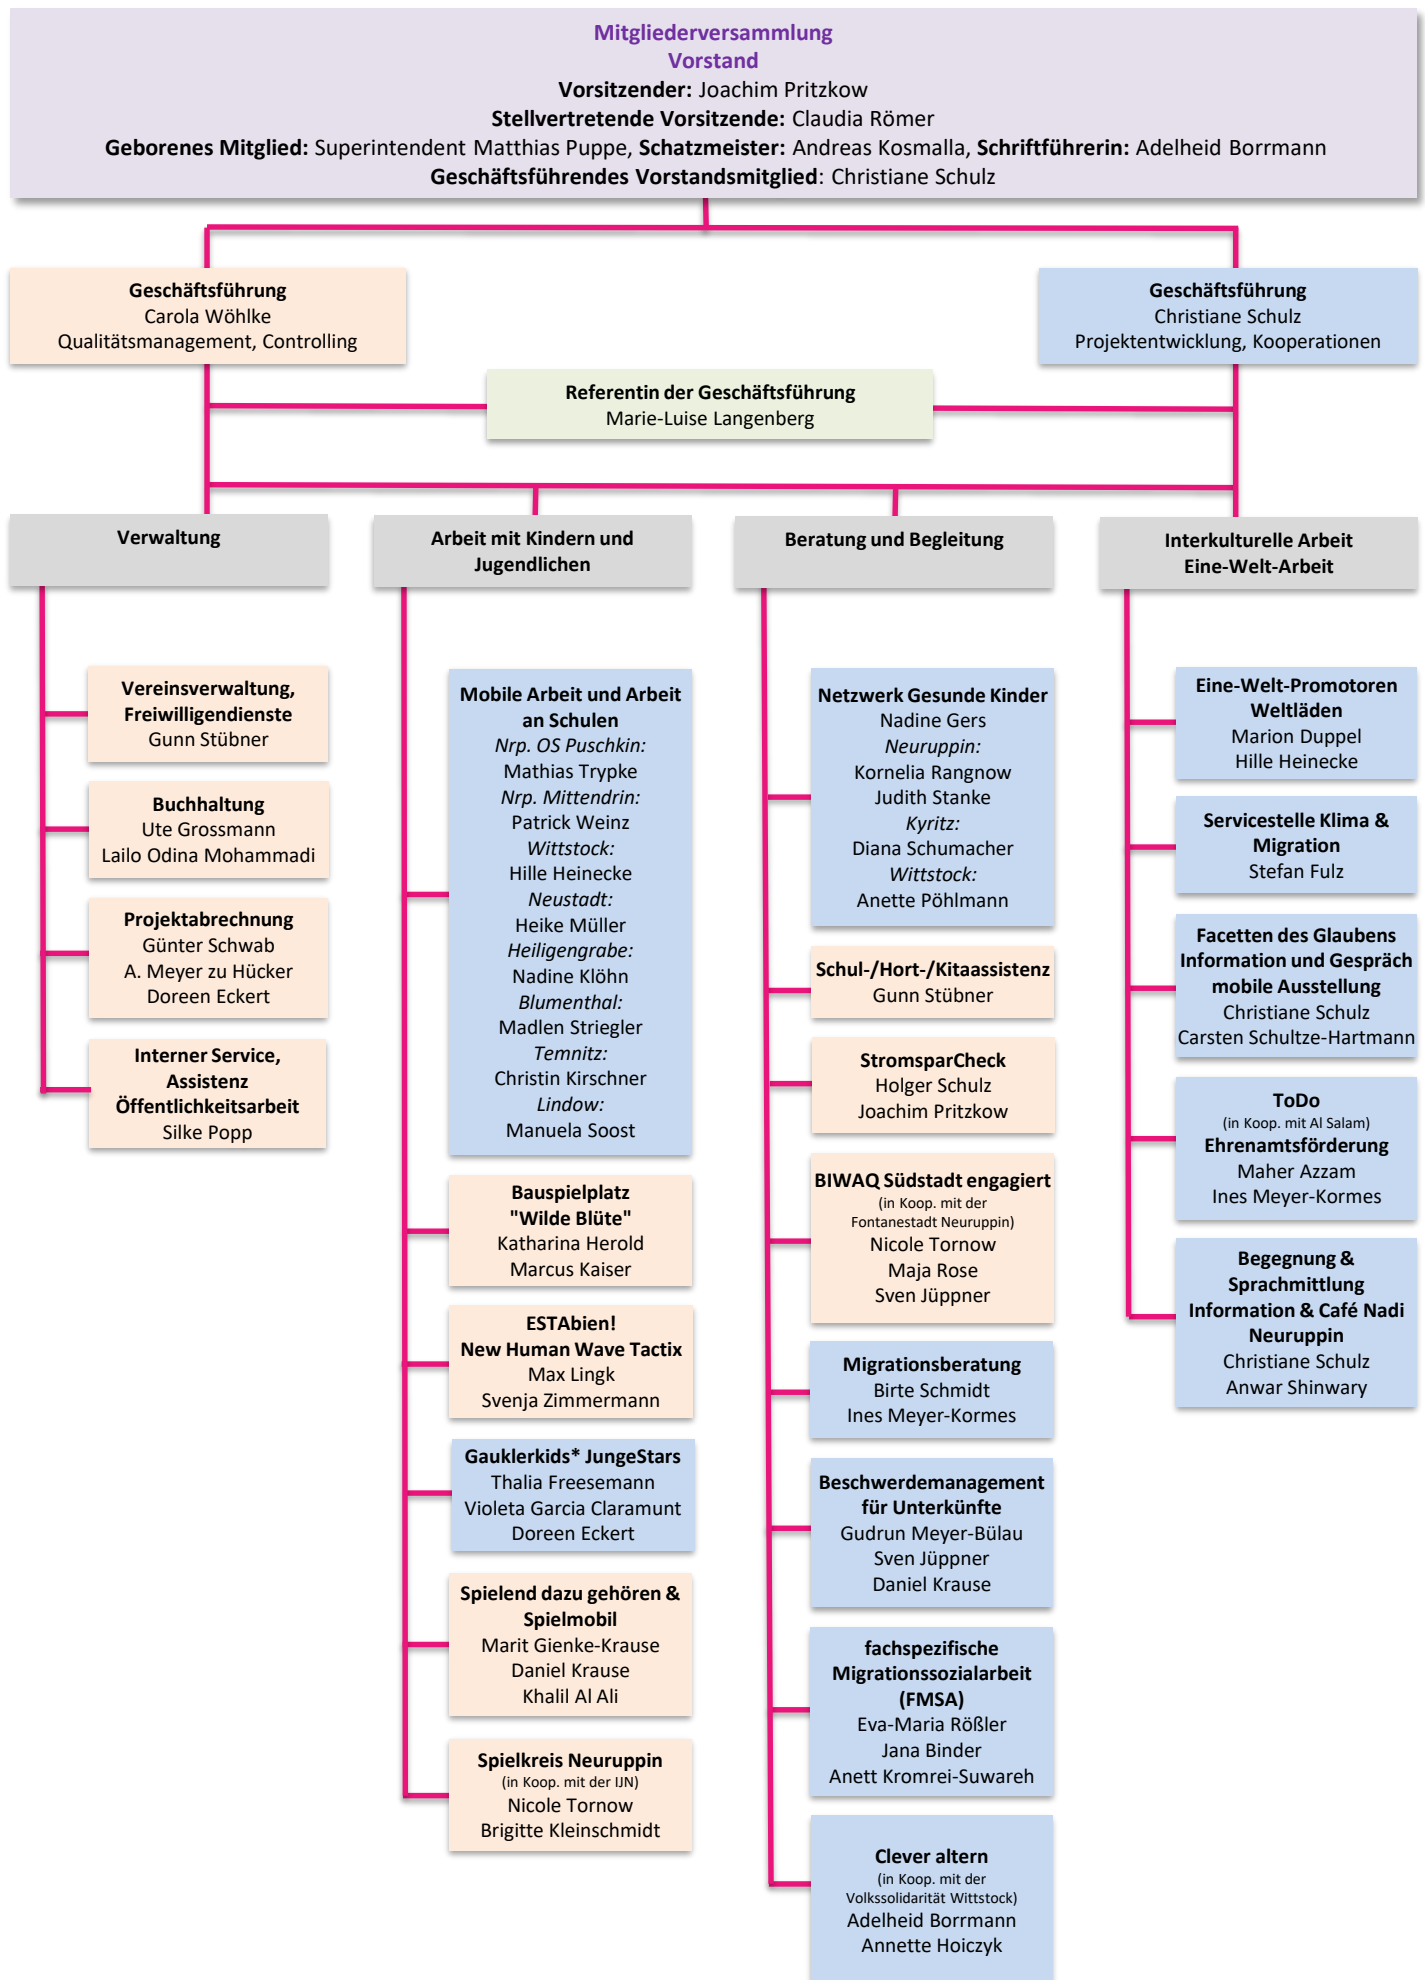 Mitgliederversammlung
Vorstand
Vorsitzender: Joachim Pritzkow
Stellvertretende Vorsitzende: Claudia Römer
Geborenes Mitglied: Superintendent Matthias Puppe, Schatzmeister: Andreas Kosmalla, Schriftführerin: Adelheid Borrmann
Geschäftsführendes Vorstandsmitglied: Christiane Schulz
Geschäftsführung
Carola Wöhlke
Qualitätsmanagement, Controlling
Geschäftsführung
Christiane Schulz
Projektentwicklung, Kooperationen
Referentin der Geschäftsführung
Marie-Luise Langenberg
Verwaltung
Vereinsverwaltung,
Freiwilligendienste
Gunn Stübner
Buchhaltung
Ute Grossmann
Lailo Odina Mohammadi
Projektabrechnung
Günter Schwab
A. Meyer zu Hücker
Doreen Eckert
Interner Service,
Assistenz
Öffentlichkeitsarbeit
Silke Popp
Arbeit mit Kindern und
Jugendlichen
Mobile Arbeit und Arbeit
an Schulen
Nrp. OS Puschkin:
Mathias Trypke
Nrp. Mittendrin:
Patrick Weinz
Wittstock:
Hille Heinecke
Neustadt:
Heike Müller
Heiligengrabe:
Nadine Klöhn
Blumenthal:
Madlen Striegler
Temnitz:
Christin Kirschner
Lindow:
Manuela Soost
Bauspielplatz
"Wilde Blüte"
Katharina Herold
Marcus Kaiser
ESTAbien!
New Human Wave Tactix
Max Lingk
Svenja Zimmermann
Gauklerkids* JungeStars
Thalia Freesemann
Violeta Garcia Claramunt
Doreen Eckert
Spielend dazu gehören &
Spielmobil
Marit Gienke-Krause
Daniel Krause
Khalil Al Ali
Spielkreis Neuruppin
(in Koop. mit der IJN)
Nicole Tornow
Brigitte Kleinschmidt
Beratung und Begleitung
Netzwerk Gesunde Kinder
Nadine Gers
Neuruppin:
Kornelia Rangnow
Judith Stanke
Kyritz:
Diana Schumacher
Wittstock:
Anette Pöhlmann
Schul-/Hort-/Kitaassistenz
Gunn Stübner
StromsparCheck
Holger Schulz
Joachim Pritzkow
BIWAQ Südstadt engagiert
(in Koop. mit der
Fontanestadt Neuruppin)
Nicole Tornow
Maja Rose
Sven Jüppner
Migrationsberatung
Birte Schmidt
Ines Meyer-Kormes
Beschwerdemanagement
für Unterkünfte
Gudrun Meyer-Bülau
Sven Jüppner
Daniel Krause
fachspezifische
Migrationssozialarbeit
(FMSA)
Eva-Maria Rößler
Jana Binder
Anett Kromrei-Suwareh
Clever altern
(in Koop. mit der
Volkssolidarität Wittstock)
Adelheid Borrmann
Annette Hoiczyk
Interkulturelle Arbeit
Eine-Welt-Arbeit
Eine-Welt-Promotoren
Weltläden
Marion Duppel
Hille Heinecke
Servicestelle Klima &
Migration
Stefan Fulz
Facetten des Glaubens
Information und Gespräch
mobile Ausstellung
Christiane Schulz
Carsten Schultze-Hartmann
ToDo
(in Koop. mit Al Salam)
Ehrenamtsförderung
Maher Azzam
Ines Meyer-Kormes
Begegnung &
Sprachmittlung
Information & Café Nadi
Neuruppin
Christiane Schulz
Anwar Shinwary